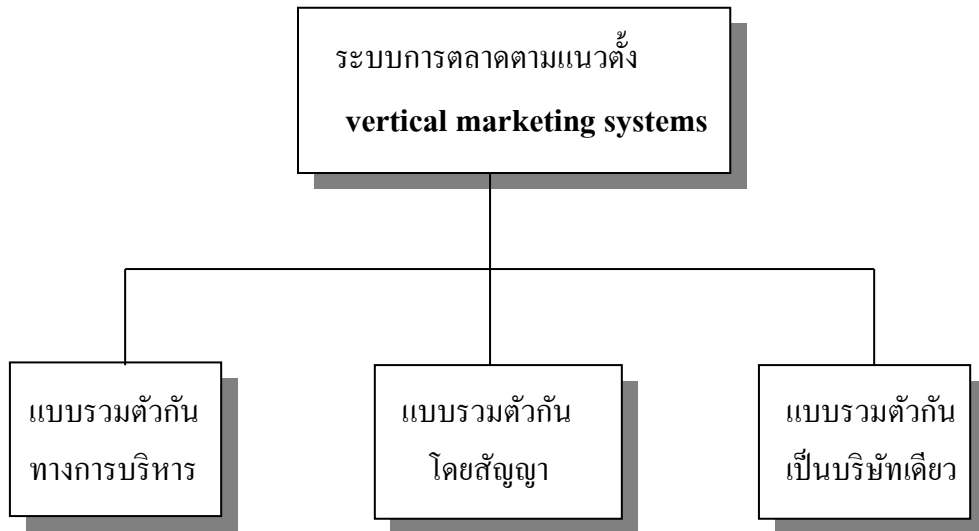 ระบบการตลาดตามแนวตั้ง
vertical marketing systems
แบบรวมตัวกัน
ทางการบริหาร
แบบรวมตัวกัน
โดยสัญญา
แบบรวมตัวกัน
เป็นบริษัทเดียว